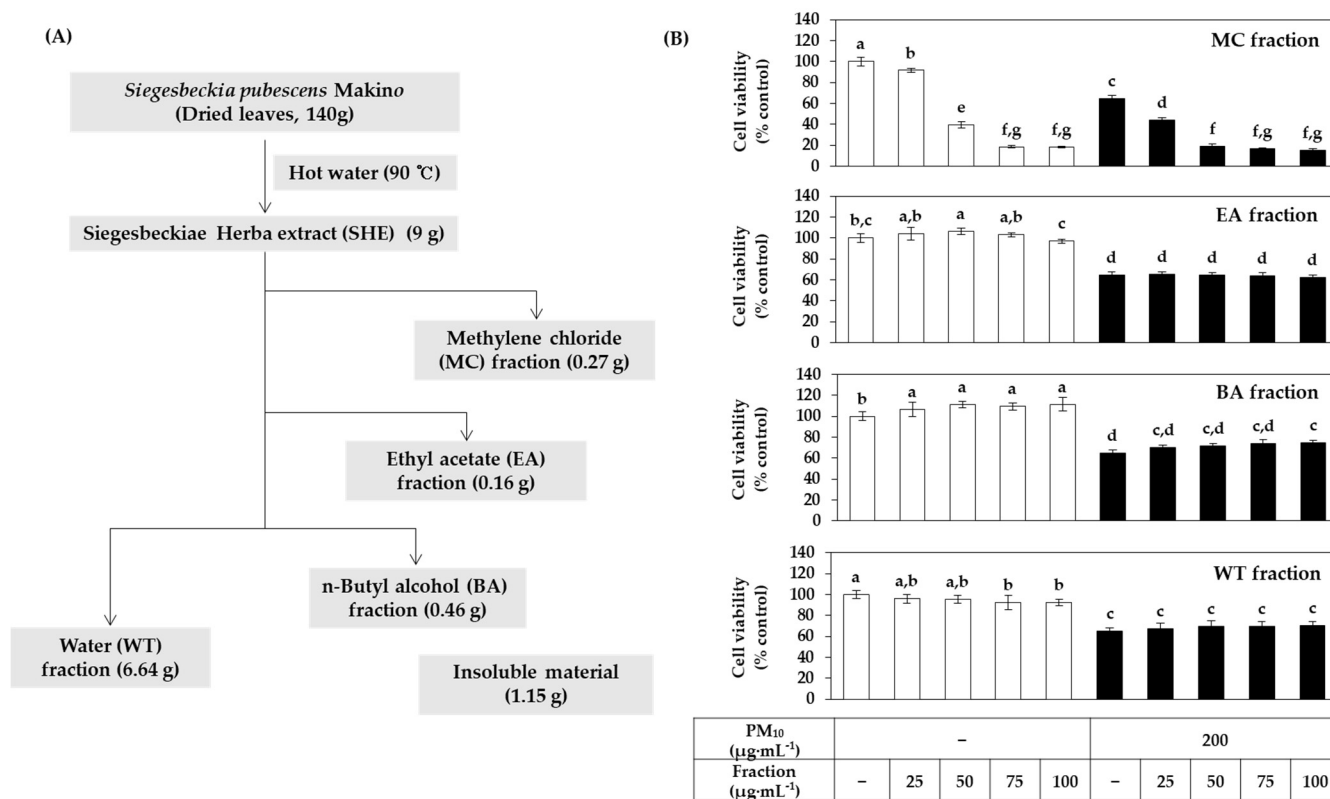 (A)
Siegesbeckia pubescens Makino
(Dried leaves, 140g)
Hot water (90 ℃)
Siegesbeckiae Herba extract (SHE) (9 g)
Methylene chloride
(MC) fraction (0.27 g)
Ethyl acetate (EA)
fraction (0.16 g)
n-Butyl alcohol (BA)
fraction (0.46 g)
Water (WT)
fraction (6.64 g)
Insoluble material
(1.15 g)
(B)
MC fraction
Cell viability
(% control)
140
120
100
80
60
40
20
0
a b e f,g f,g c d f f,g f,g
EA fraction
Cell viability
(% control)
140
120
100
80
60
40
20
0
b,c a,b a a,b c d d d d d
BA fraction
Cell viability
(% control)
140
120
100
80
60
40
20
0
b a a a a d c,d c,d c,d c
WT fraction
Cell viability
(% control)
140
120
100
80
60
40
20
0
a a,b a,b b b c c c c c
PM₁₀
(µg·mL⁻¹)
– 200
Fraction
(µg·mL⁻¹)
– 25 50 75 100 – 25 50 75 100